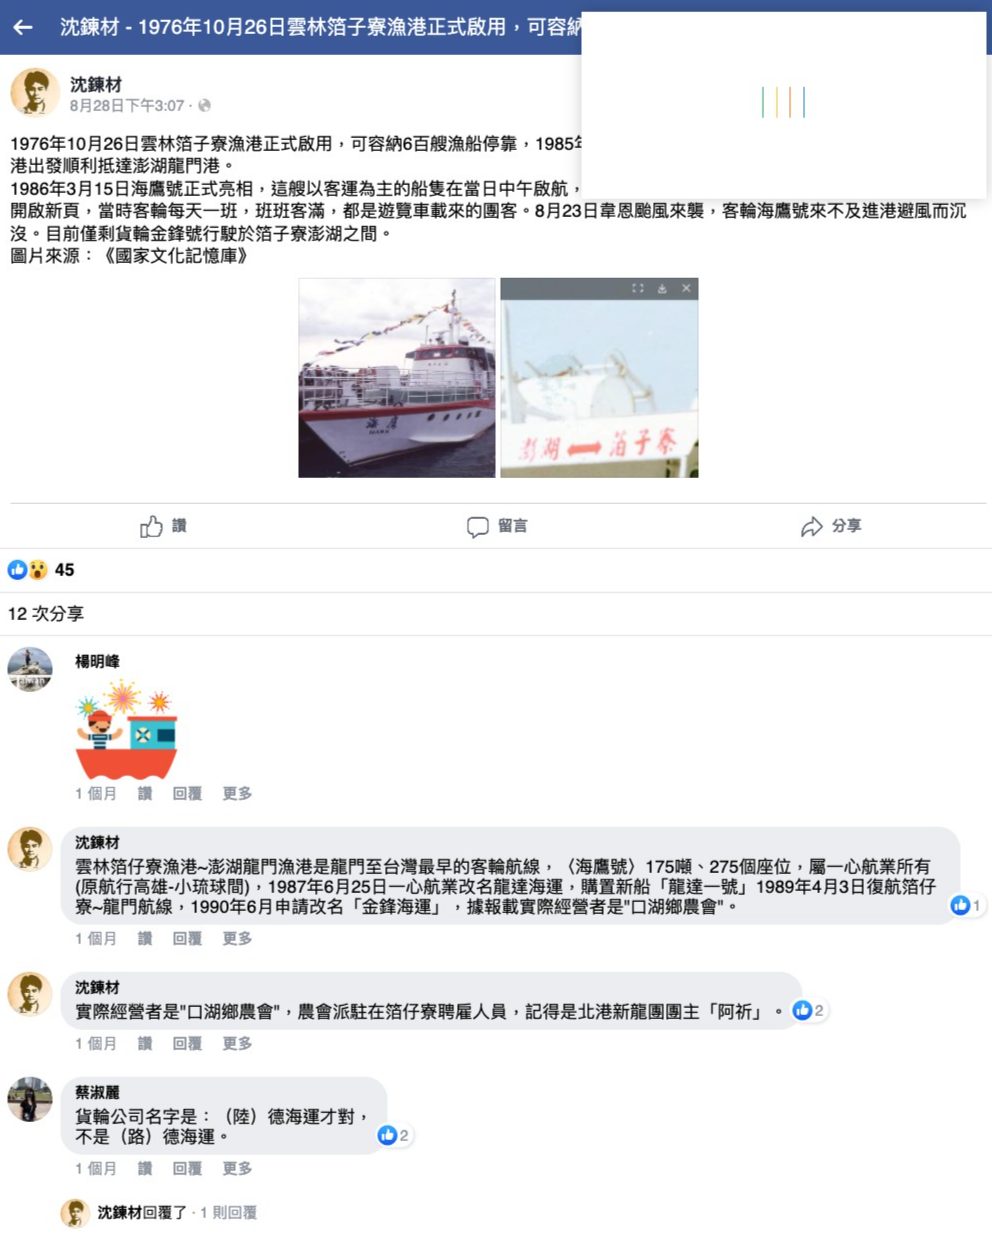 沈錬材 - 1976年10月26日雲林箔子寮漁港正式啟用，可容納
沈錬材
8月28日下午3:07 ·
1976年10月26日雲林箔子寮漁港正式啟用，可容納6百艘漁船停靠，1985年
港出發順利抵達澎湖龍門港。
1986年3月15日海鷹號正式亮相，這艘以客運為主的船隻在當日中午啟航，
開啟新頁，當時客輪每天一班，班班客滿，都是遊覽車載來的團客。8月23日韋恩颱風來襲，客輪海鷹號來不及進港避風而沉
沒。目前僅剩貨輪金鋒號行駛於箔子寮澎湖之間。
圖片來源：《國家文化記憶庫》
海鷹
澎湖 ⟷ 箔子寮
讚
留言
分享
45
12 次分享
楊明峰
1 個月 讚 回覆 更多
沈錬材
雲林箔仔寮漁港~澎湖龍門漁港是龍門至台灣最早的客輪航線，〈海鷹號〉175噸、275個座位，屬一心航業所有
(原航行高雄-小琉球間)，1987年6月25日一心航業改名龍達海運，購置新船「龍達一號」1989年4月3日復航箔仔
寮~龍門航線，1990年6月申請改名「金鋒海運」，據報載實際經營者是"口湖鄉農會"。
1
1 個月 讚 回覆 更多
沈錬材
實際經營者是"口湖鄉農會"，農會派駐在箔仔寮聘雇人員，記得是北港新龍團團主「阿祈」。
2
1 個月 讚 回覆 更多
蔡淑麗
貨輪公司名字是：（陸）德海運才對，
不是（路）德海運。
2
1 個月 讚 回覆 更多
沈錬材回覆了 · 1 則回覆